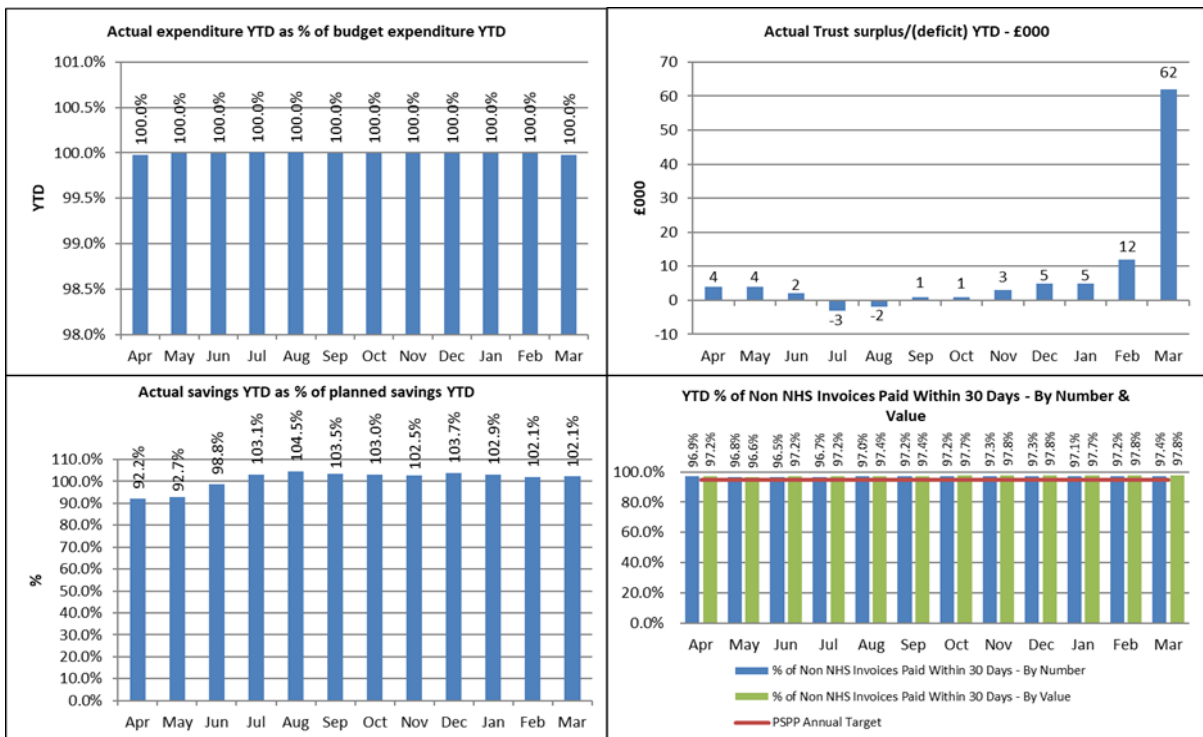 Actual expenditure YTD as % of budget expenditure YTD
101.0%
100.5%
100.0%
99.5%
99.0%
98.5%
98.0%
YTD
100.0% 100.0% 100.0% 100.0% 100.0% 100.0% 100.0% 100.0% 100.0% 100.0% 100.0% 100.0%
Apr May Jun Jul Aug Sep Oct Nov Dec Jan Feb Mar
Actual Trust surplus/(deficit) YTD - £000
70
60
50
40
30
20
10
0
-10
£000
4 4 2 -3 -2 1 1 3 5 5 12 62
Apr May Jun Jul Aug Sep Oct Nov Dec Jan Feb Mar
Actual savings YTD as % of planned savings YTD
110.0%
100.0%
90.0%
80.0%
70.0%
60.0%
50.0%
40.0%
30.0%
20.0%
10.0%
0.0%
%
92.2% 92.7% 98.8% 103.1% 104.5% 103.5% 103.0% 102.5% 103.7% 102.9% 102.1% 102.1%
Apr May Jun Jul Aug Sep Oct Nov Dec Jan Feb Mar
YTD % of Non NHS Invoices Paid Within 30 Days - By Number &
Value
96.9% 97.2% 96.8% 96.6% 96.5% 97.2% 96.7% 97.2% 97.0% 97.4% 97.2% 97.4% 97.2% 97.7% 97.3% 97.8% 97.3% 97.8% 97.1% 97.7% 97.2% 97.8% 97.4% 97.8%
100.0%
80.0%
60.0%
40.0%
20.0%
0.0%
Apr May Jun Jul Aug Sep Oct Nov Dec Jan Feb Mar
% of Non NHS Invoices Paid Within 30 Days - By Number
% of Non NHS Invoices Paid Within 30 Days - By Value
PSPP Annual Target